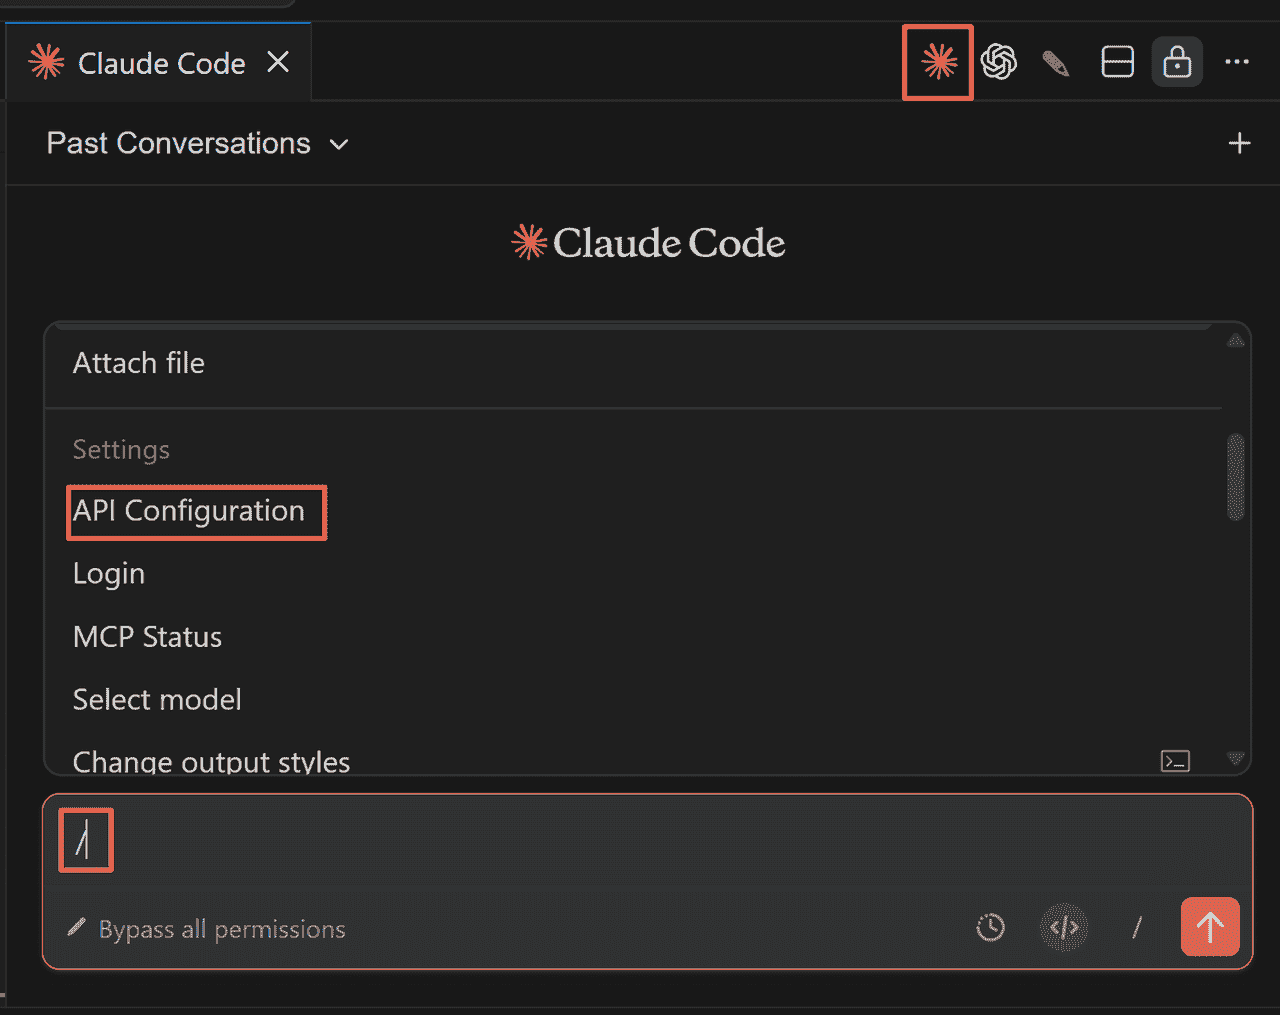 Claude Code
Past Conversations
Claude Code
Attach file
Settings
API Configuration
Login
MCP Status
Select model
Change output styles
/
Bypass all permissions
/